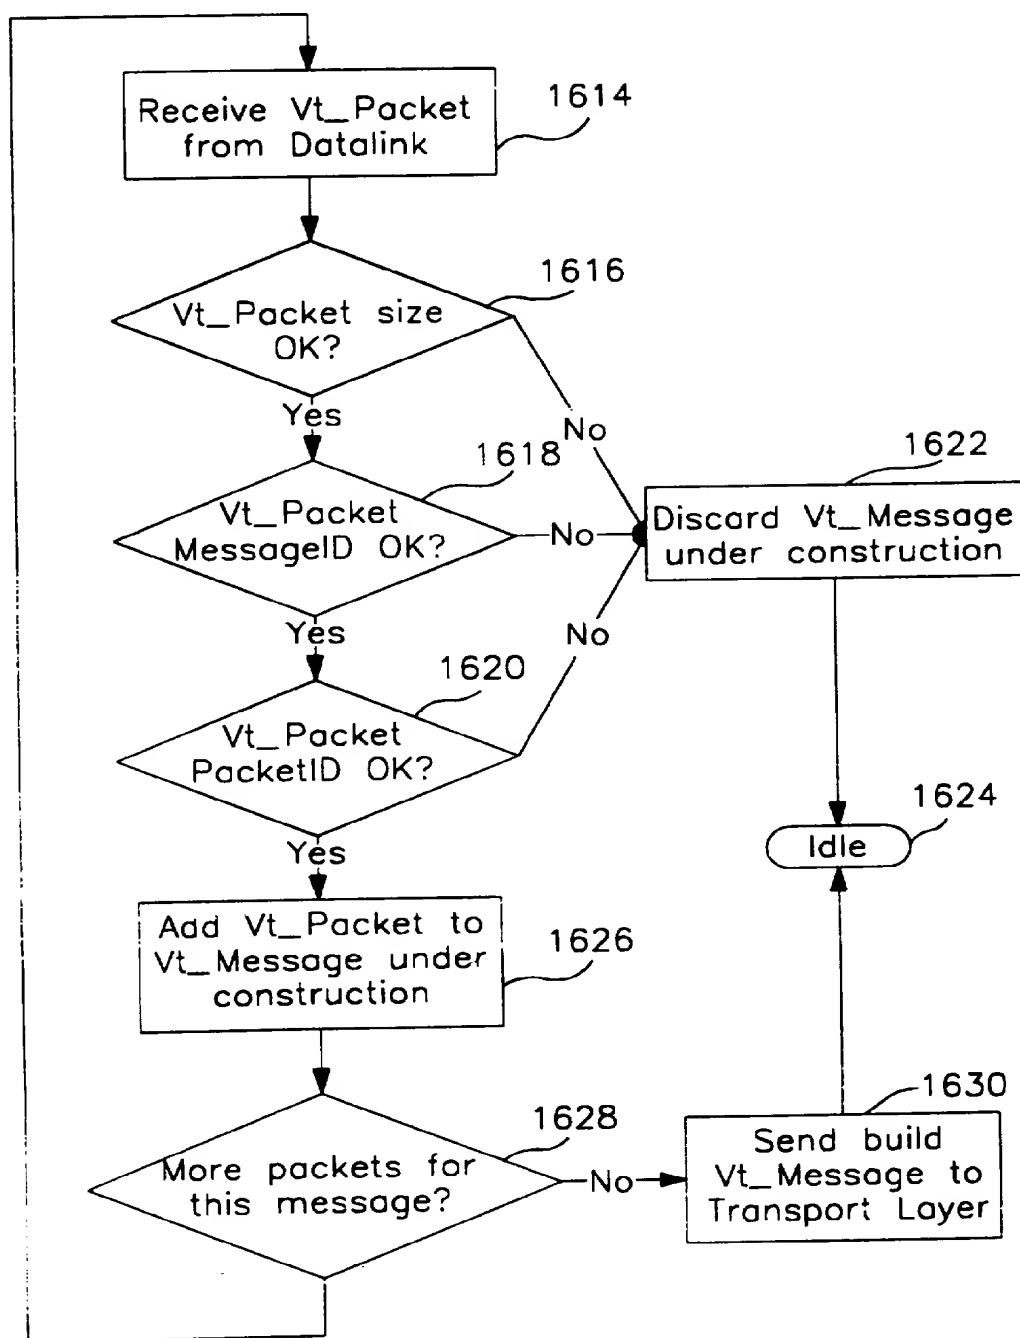 Receive Vt_Packet
from Datalink
1614
Vt_Packet size
OK?
1616
Yes
No
Vt_Packet
MessageID OK?
1618
No
Discard Vt_Message
under construction
1622
Yes
No
Vt_Packet
PacketID OK?
1620
Idle
1624
Yes
Add Vt_Packet to
Vt_Message under
construction
1626
More packets for
this message?
1628
No
Send build
Vt_Message to
Transport Layer
1630